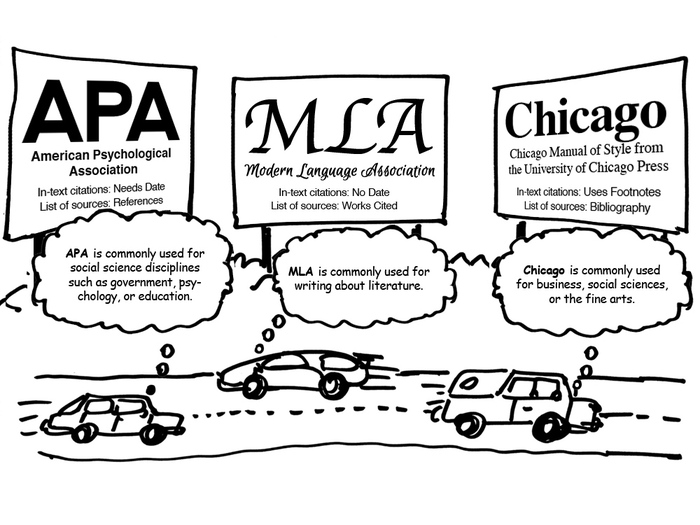 APA
American Psychological
Association
In-text citations: Needs Date
List of sources: References
APA is commonly used for
social science disciplines
such as government, psy-
chology, or education.
MLA
Modern Language Association
In-text citations: No Date
List of sources: Works Cited
MLA is commonly used for
writing about literature.
Chicago
Chicago Manual of Style from
the University of Chicago Press
In-text citations: Uses Footnotes
List of sources: Bibliography
Chicago is commonly used
for business, social sciences,
or the fine arts.